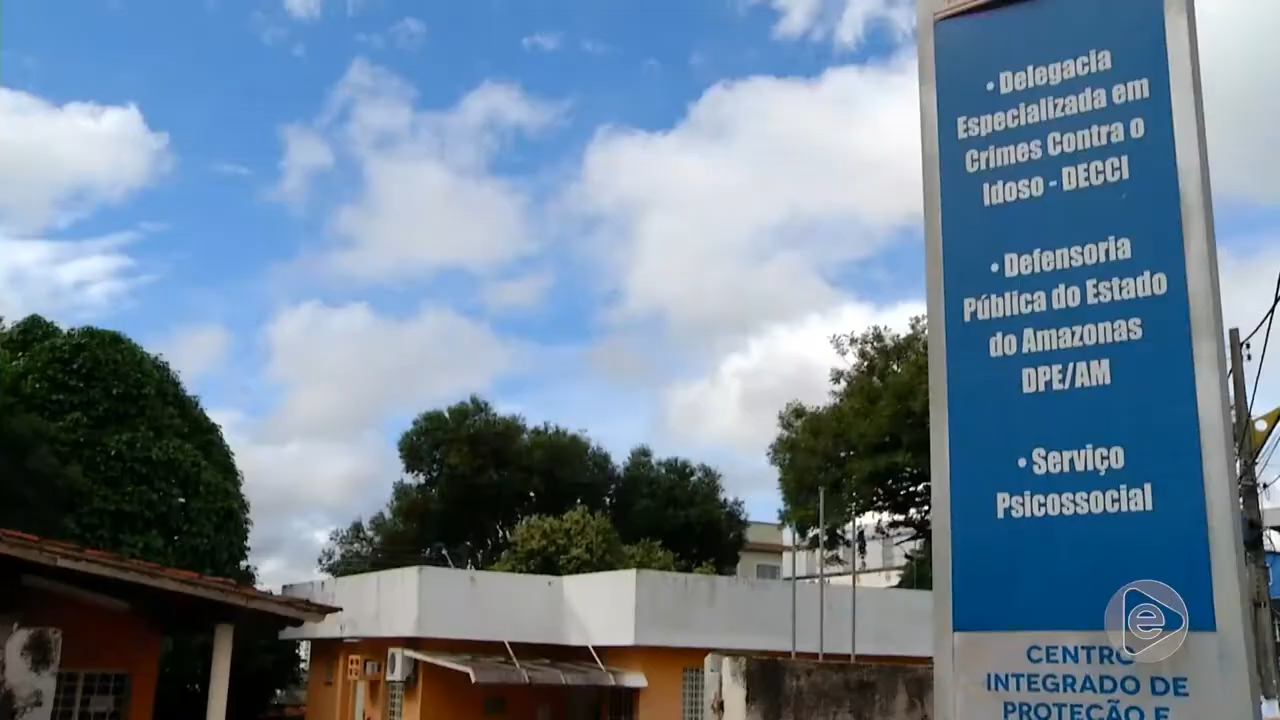 • Delegacia
Especializada em
Crimes Contra o
Idoso - DECCI
• Defensoria
Pública do Estado
do Amazonas
DPE/AM
• Serviço
Psicossocial
e
CENTRO
INTEGRADO DE
PROTEÇÃO E